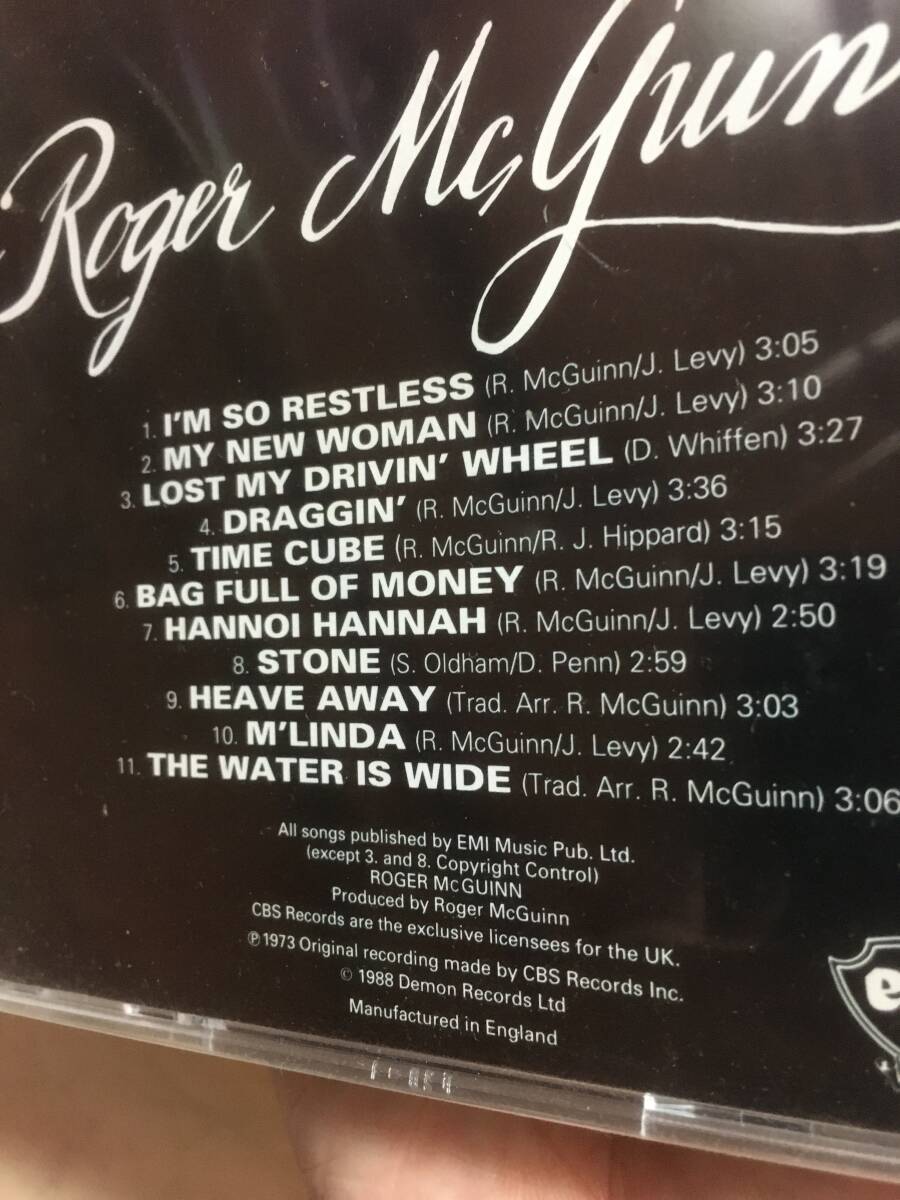 Roger McGuinn
1. I'M SO RESTLESS (R. McGuinn/J. Levy) 3:05
2. MY NEW WOMAN (R. McGuinn/J. Levy) 3:10
3. LOST MY DRIVIN' WHEEL (D. Whiffen) 3:27
4. DRAGGIN' (R. McGuinn/J. Levy) 3:36
5. TIME CUBE (R. McGuinn/R. J. Hippard) 3:15
6. BAG FULL OF MONEY (R. McGuinn/J. Levy) 3:19
7. HANNOI HANNAH (R. McGuinn/J. Levy) 2:50
8. STONE (S. Oldham/D. Penn) 2:59
9. HEAVE AWAY (Trad. Arr. R. McGuinn) 3:03
10. M'LINDA (R. McGuinn/J. Levy) 2:42
11. THE WATER IS WIDE (Trad. Arr. R. McGuinn) 3:06
All songs published by EMI Music Pub. Ltd.
(except 3. and 8. Copyright Control)
ROGER McGUINN
Produced by Roger McGuinn
CBS Records are the exclusive licensees for the UK.
℗ 1973 Original recording made by CBS Records Inc.
© 1988 Demon Records Ltd
Manufactured in England